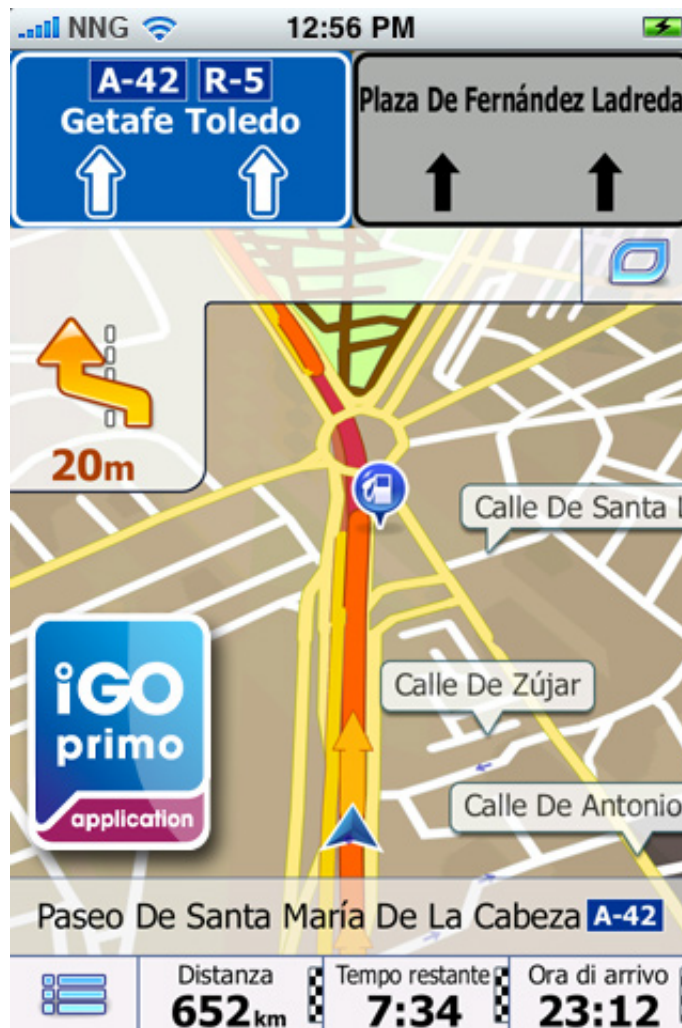 NNG 12:56 PM
A-42 R-5
Getafe Toledo
Plaza De Fernández Ladreda
20m
Calle De Santa
Calle De Zújar
iGO
primo
application
Calle De Antonio
Paseo De Santa María De La Cabeza A-42
Distanza Tempo restante Ora di arrivo
652km 7:34 23:12